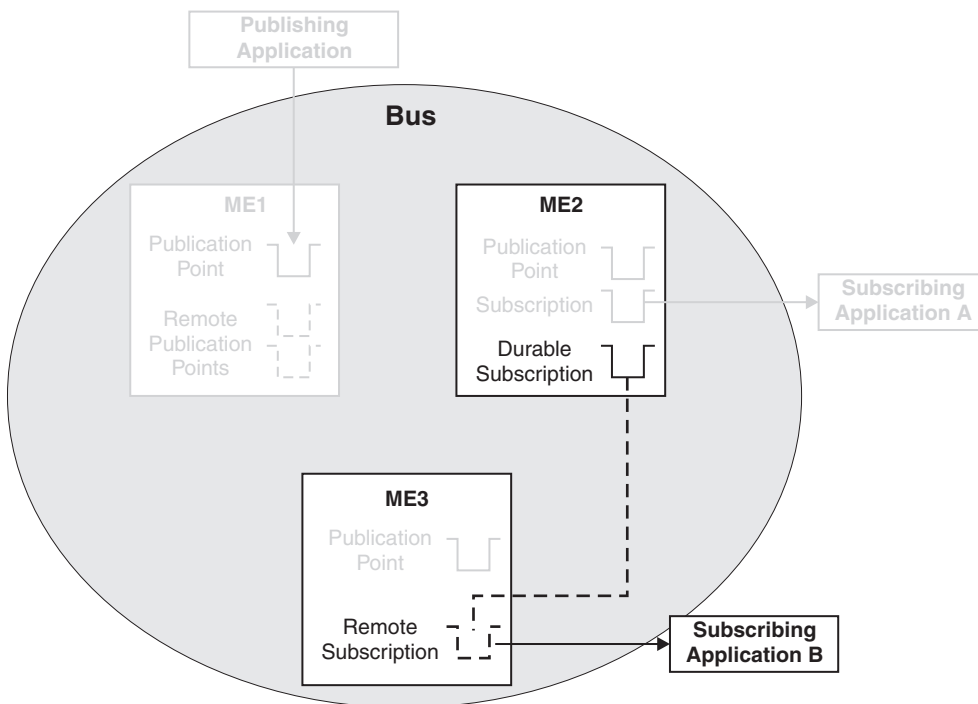 Publishing
Application
Bus
ME1
Publication
Point
Remote
Publication
Points
ME2
Publication
Point
Subscription
Durable
Subscription
Subscribing
Application A
ME3
Publication
Point
Remote
Subscription
Subscribing
Application B